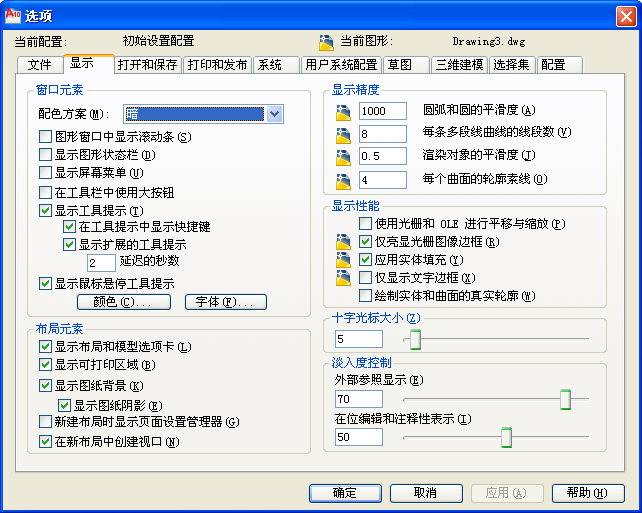 选项
当前配置: 初始设置配置 当前图形: Drawing3.dwg
文件 显示 打开和保存 打印和发布 系统 用户系统配置 草图 三维建模 选择集 配置
窗口元素
配色方案(M): 暗
图形窗口中显示滚动条(S)
显示图形状态栏(D)
显示屏幕菜单(U)
在工具栏中使用大按钮
显示工具提示(T)
在工具提示中显示快捷键
显示扩展的工具提示
2 延迟的秒数
显示鼠标悬停工具提示
颜色(C)... 字体(F)...
布局元素
显示布局和模型选项卡(L)
显示可打印区域(B)
显示图纸背景(K)
显示图纸阴影(E)
新建布局时显示页面设置管理器(G)
在新布局中创建视口(N)
显示精度
1000 圆弧和圆的平滑度(A)
8 每条多段线曲线的线段数(V)
0.5 渲染对象的平滑度(J)
4 每个曲面的轮廓素线(O)
显示性能
使用光栅和 OLE 进行平移与缩放(P)
仅亮显光栅图像边框(R)
应用实体填充(Y)
仅显示文字边框(X)
绘制实体和曲面的真实轮廓(W)
十字光标大小(Z)
5
淡入度控制
外部参照显示(E)
70
在位编辑和注释性表示(I)
50
确定 取消 应用(A) 帮助(H)